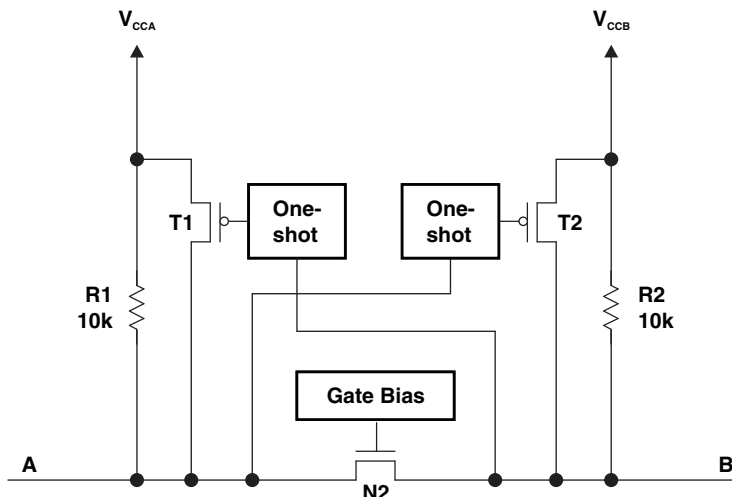 VCCA
VCCB
T1
One-
shot
One-
shot
T2
R1
10k
R2
10k
Gate Bias
A
B
N2